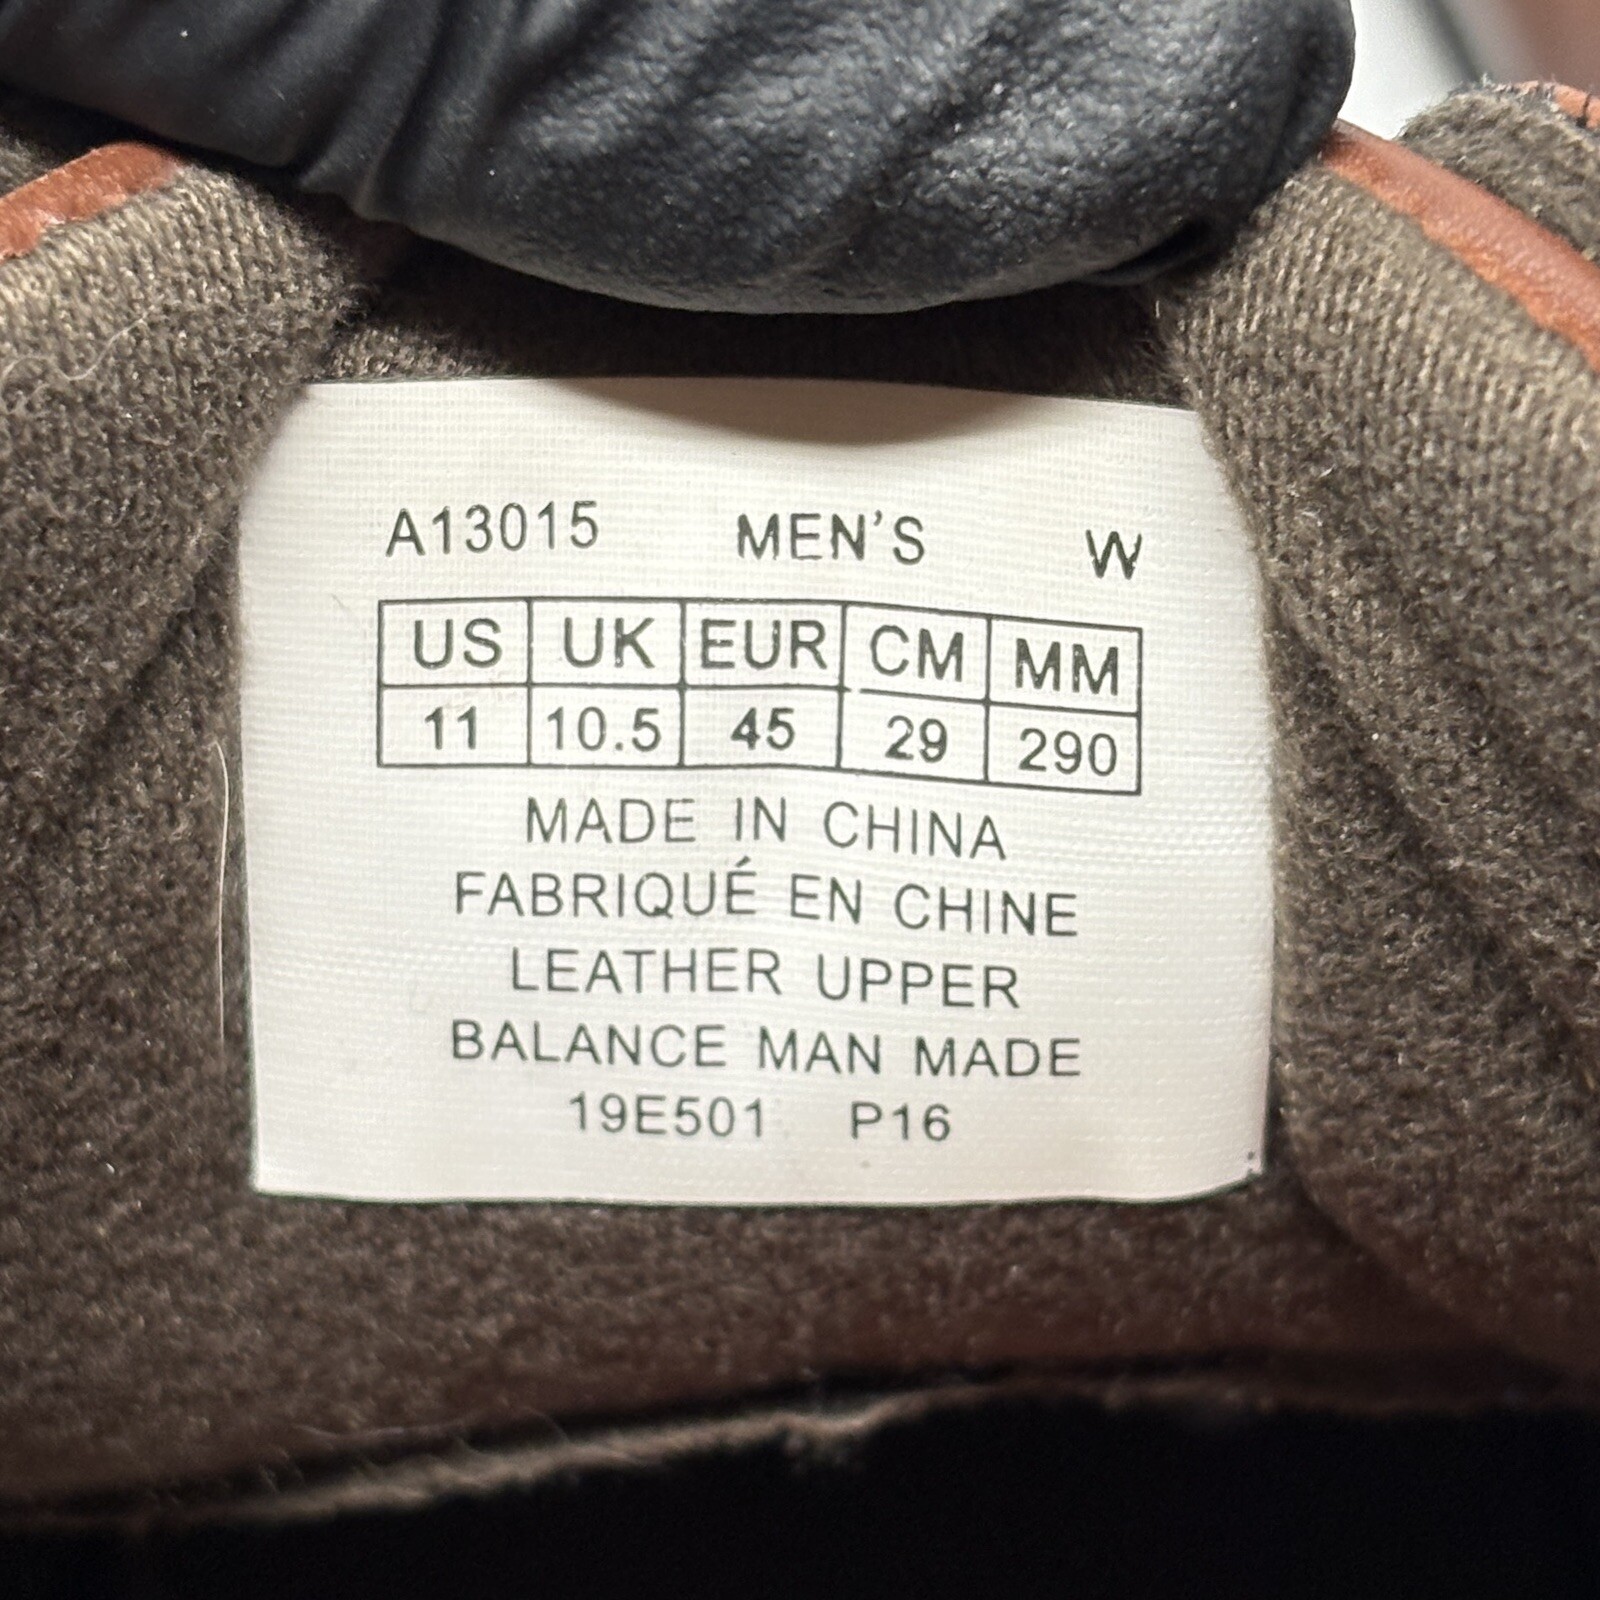 A13015 MEN'S W
US UK EUR CM MM
11 10.5 45 29 290
MADE IN CHINA
FABRIQUÉ EN CHINE
LEATHER UPPER
BALANCE MAN MADE
19E501 P16